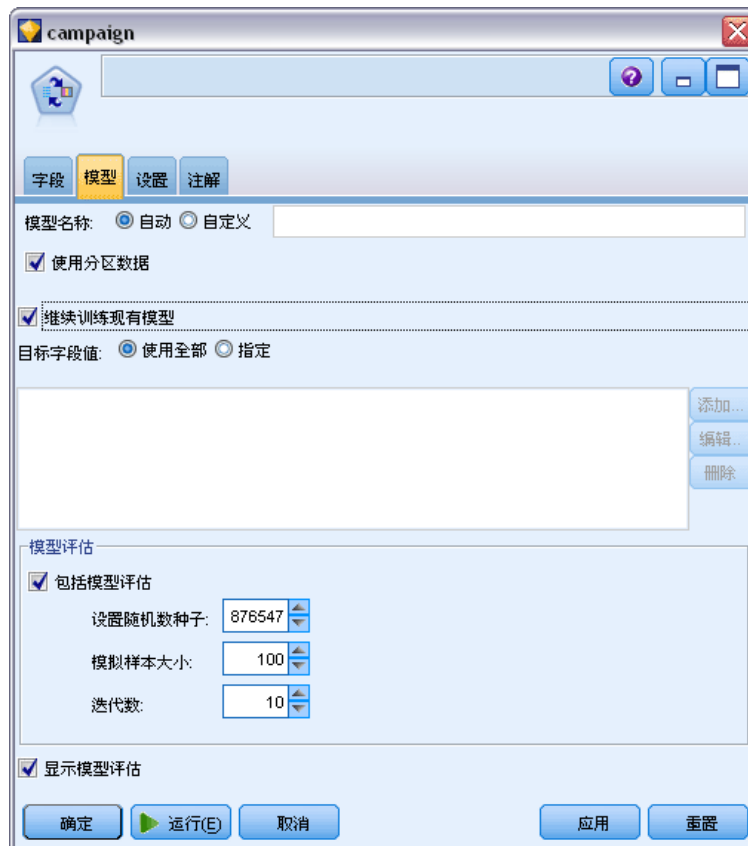 campaign
字段 模型 设置 注解
模型名称: 自动 自定义
使用分区数据
继续训练现有模型
目标字段值: 使用全部 指定
添加...
编辑..
删除
模型评估
包括模型评估
设置随机数种子: 876547
模拟样本大小: 100
迭代数: 10
显示模型评估
确定 运行(E) 取消 应用 重置